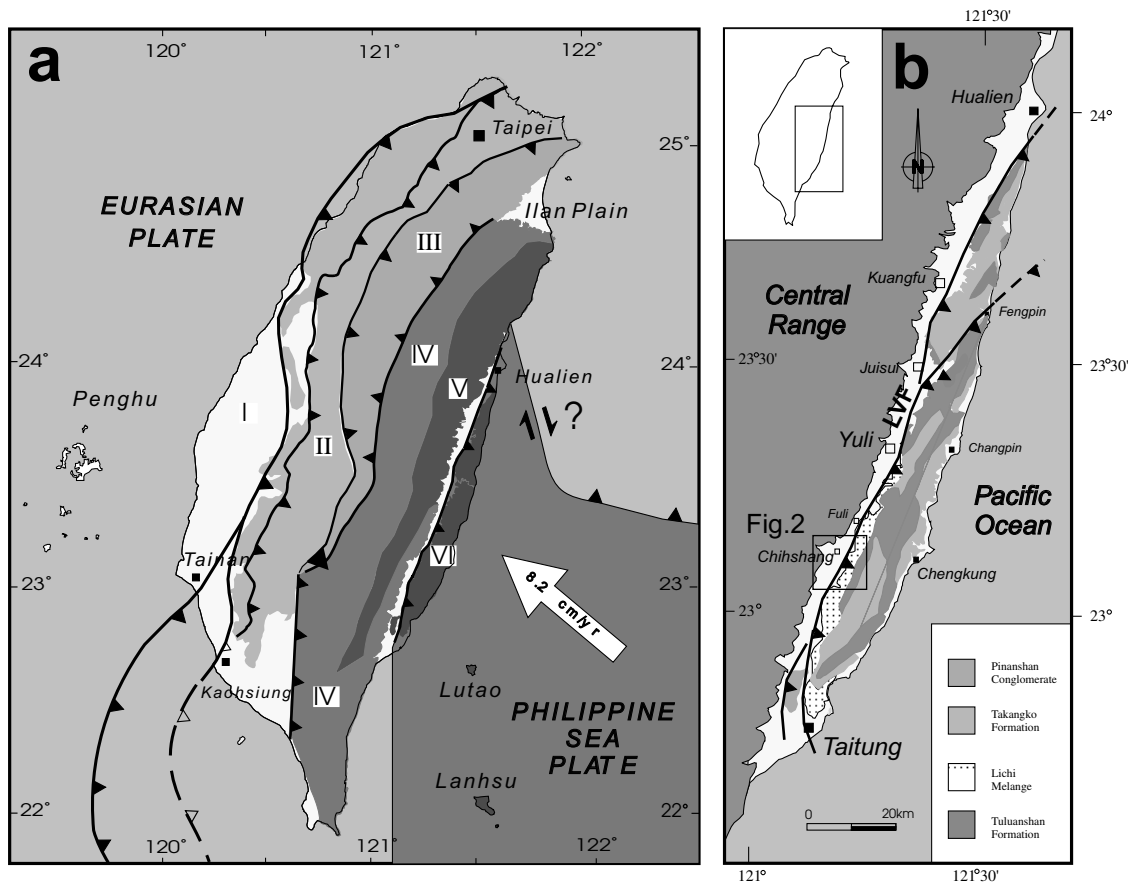 a
120°
121°
122°
Taipei
25°
EURASIAN
PLATE
Ilan Plain
III
24°
24°
IV
V
Hualien
Penghu
I
II
?
VI
Tainan
23°
23°
8.2 cm/yr
Kaohsiung
IV
Lutao
PHILIPPINE
SEA
PLATE
Lanhsu
22°
22°
120°
121°
122°
121°30'
b
Hualien
24°
N
Kuangfu
Central
Range
Fengpin
23°30'
Juisui
23°30'
LVF
Yuli
Changpin
Pacific
Ocean
Fuli
Fig.2
Chihshang
Chengkung
23°
23°
Pinanshan
Conglomerate
Takangko
Formation
Taitung
Lichi
Melange
0
20km
Tuluanshan
Formation
121°
121°30'